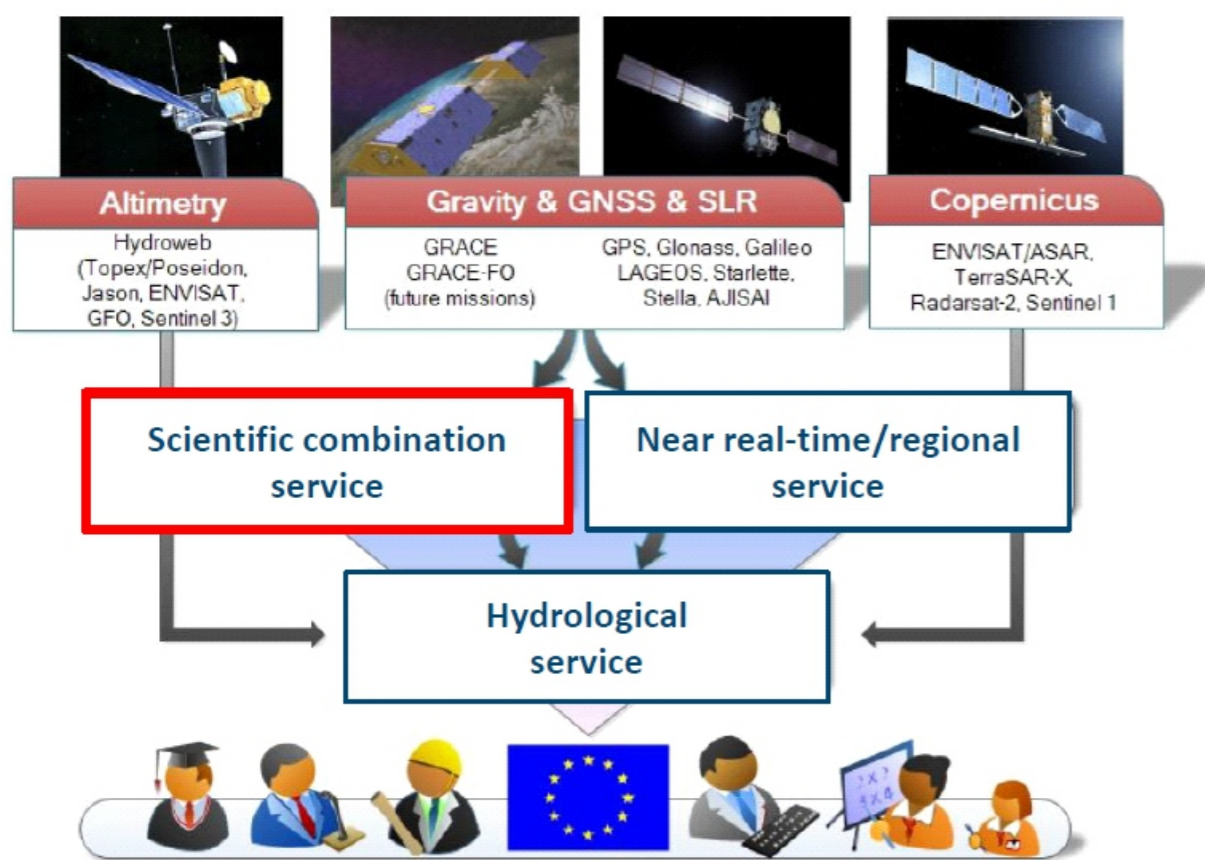 Altimetry
Hydroweb
(Topex/Poseidon,
Jason, ENVISAT,
GFO, Sentinel 3)
Gravity & GNSS & SLR
GRACE
GRACE-FO
(future missions)
GPS, Glonass, Galileo
LAGEOS, Starlette,
Stella, AJISAI
Copernicus
ENVISAT/ASAR,
TerraSAR-X,
Radarsat-2, Sentinel 1
Scientific combination
service
Near real-time/regional
service
Hydrological
service